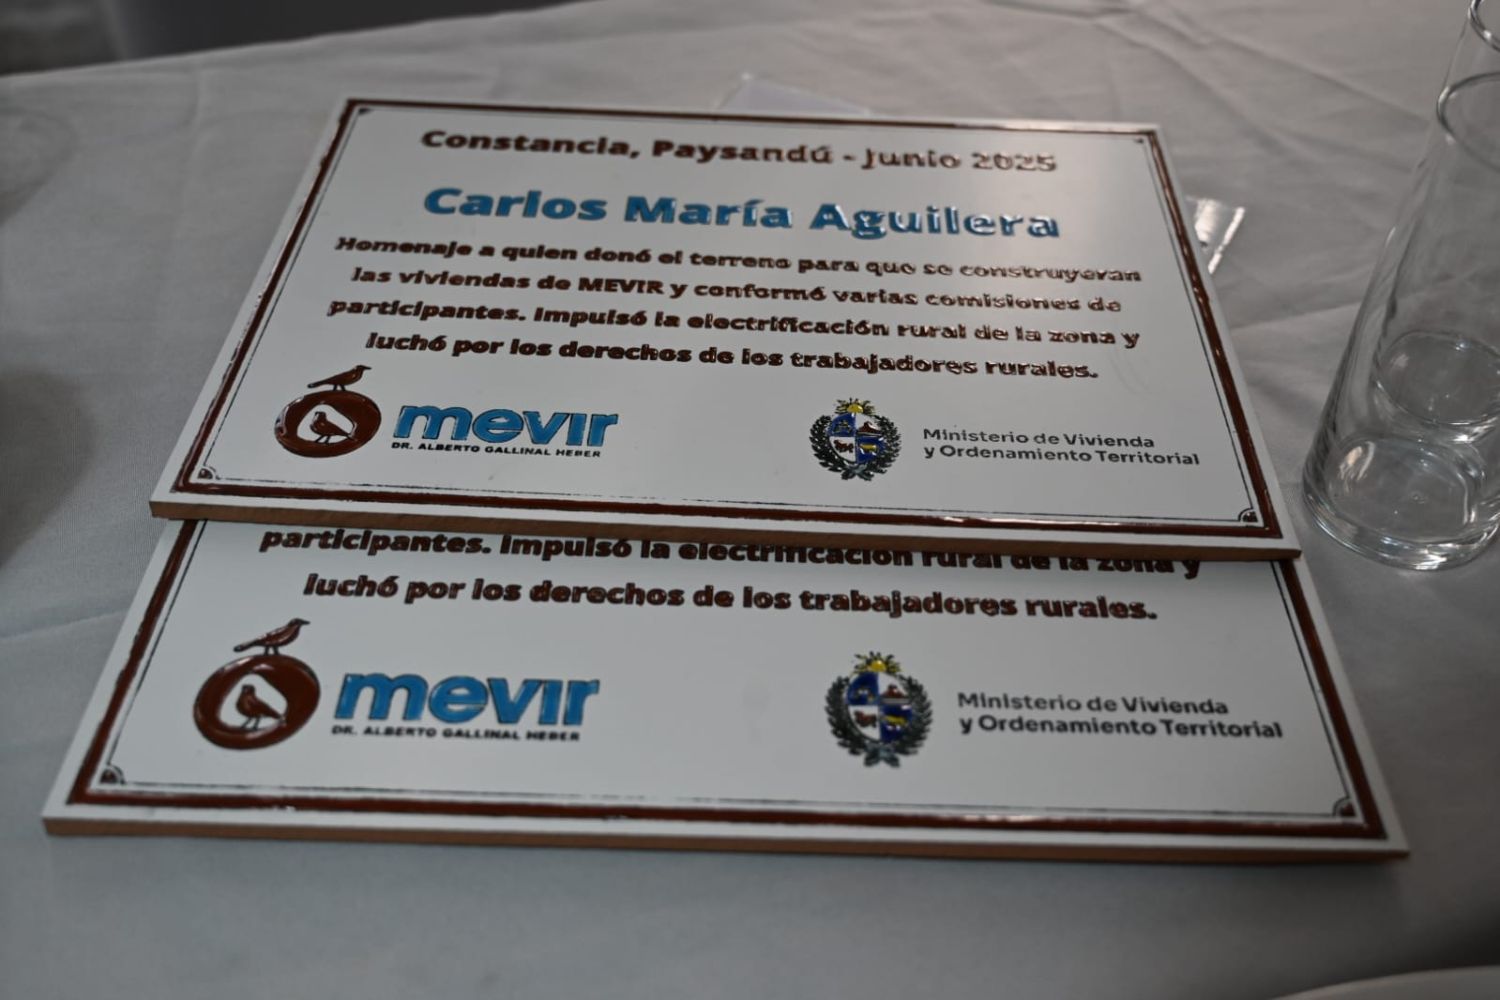 Constancia, Paysandú - Junio 2025
Carlos María Aguilera
Homenaje a quien donó el terreno para que se construyeran
las viviendas de MEVIR y conformó varias comisiones de
participantes. Impulsó la electrificación rural de la zona y
luchó por los derechos de los trabajadores rurales.
mevir
DR. ALBERTO GALLINAL HEBER
Ministerio de Vivienda
y Ordenamiento Territorial
participantes. Impulsó la electrificación rural de la zona y
luchó por los derechos de los trabajadores rurales.
mevir
DR. ALBERTO GALLINAL HEBER
Ministerio de Vivienda
y Ordenamiento Territorial